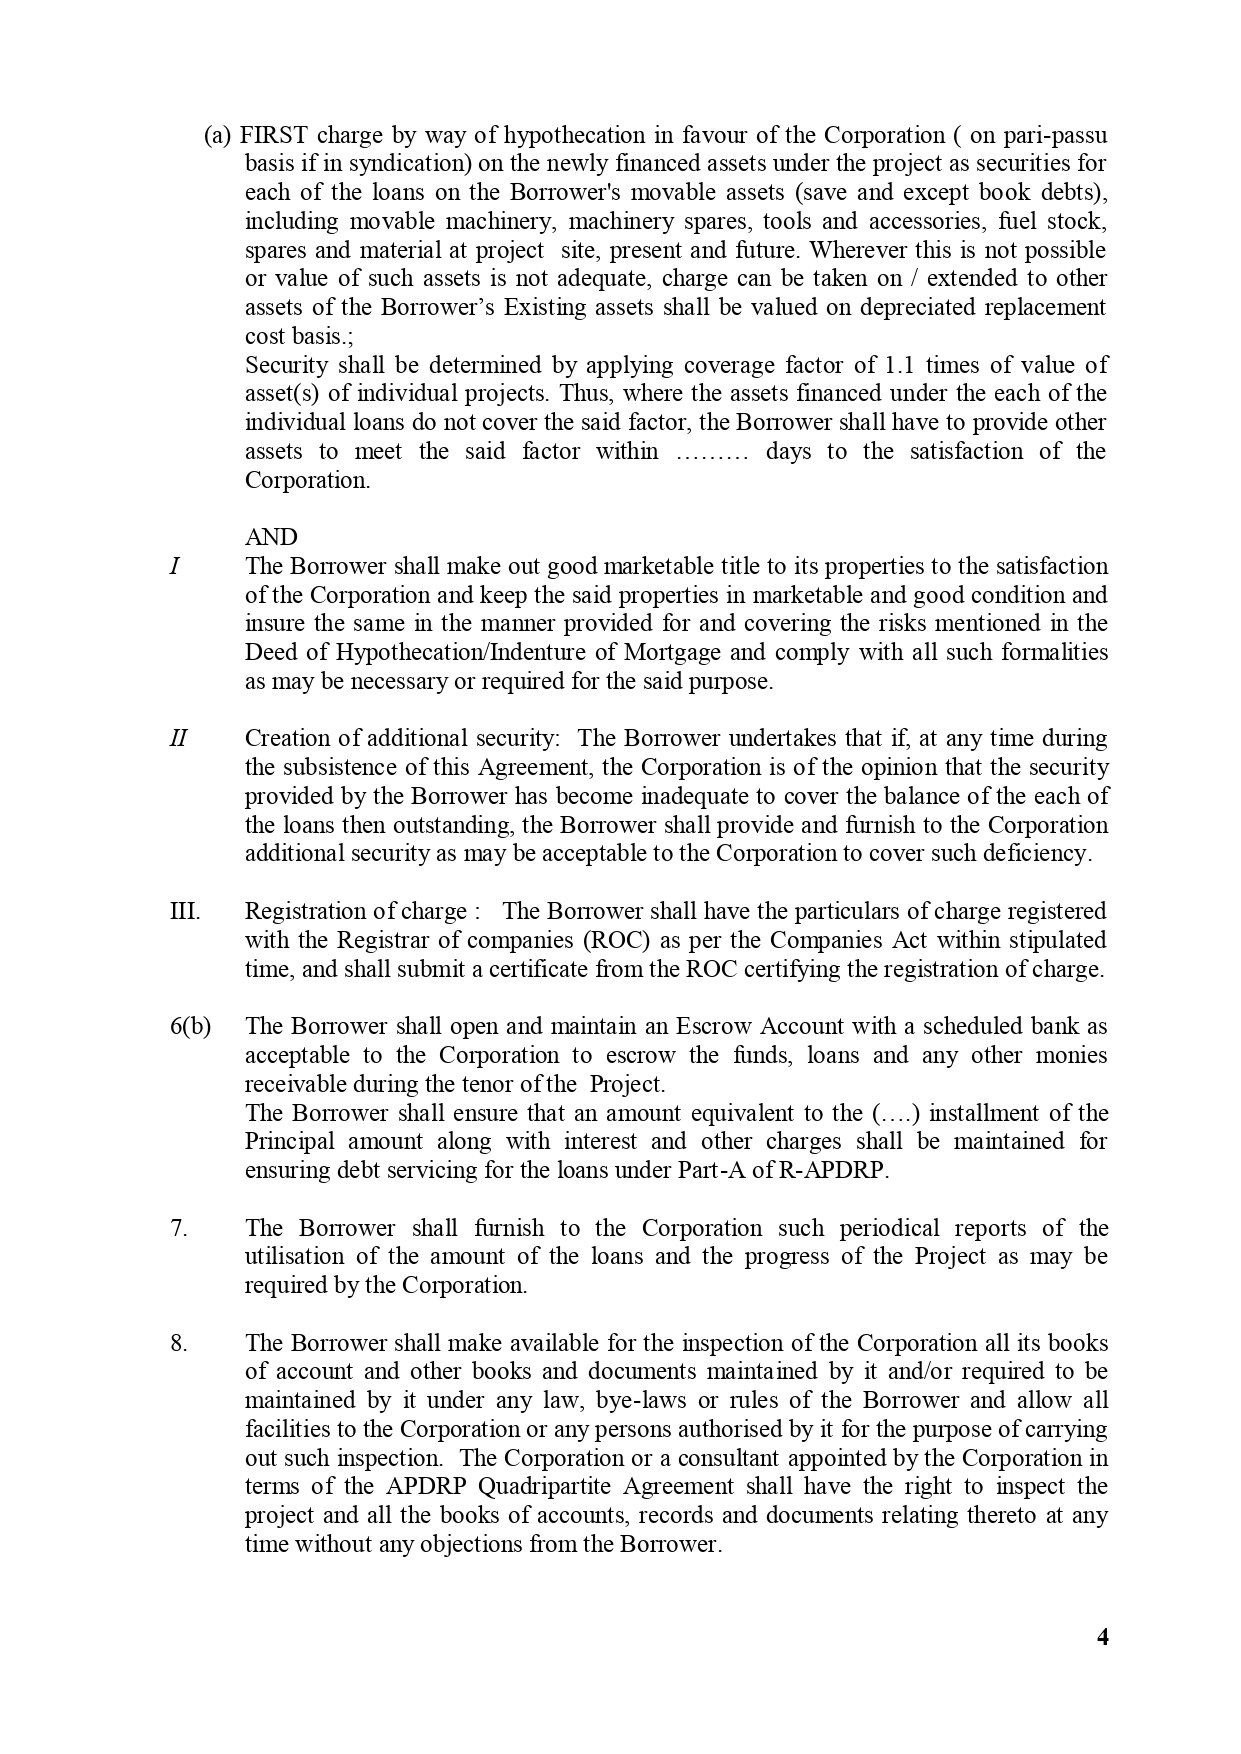 (a) FIRST charge by way of hypothecation in favour of the Corporation ( on pari-passu
basis if in syndication) on the newly financed assets under the project as securities for
each of the loans on the Borrower's movable assets (save and except book debts),
including movable machinery, machinery spares, tools and accessories, fuel stock,
spares and material at project site, present and future. Wherever this is not possible
or value of such assets is not adequate, charge can be taken on / extended to other
assets of the Borrower’s Existing assets shall be valued on depreciated replacement
cost basis.;
Security shall be determined by applying coverage factor of 1.1 times of value of
asset(s) of individual projects. Thus, where the assets financed under the each of the
individual loans do not cover the said factor, the Borrower shall have to provide other
assets to meet the said factor within ……… days to the satisfaction of the
Corporation.
AND
I The Borrower shall make out good marketable title to its properties to the satisfaction
of the Corporation and keep the said properties in marketable and good condition and
insure the same in the manner provided for and covering the risks mentioned in the
Deed of Hypothecation/Indenture of Mortgage and comply with all such formalities
as may be necessary or required for the said purpose.
II Creation of additional security: The Borrower undertakes that if, at any time during
the subsistence of this Agreement, the Corporation is of the opinion that the security
provided by the Borrower has become inadequate to cover the balance of the each of
the loans then outstanding, the Borrower shall provide and furnish to the Corporation
additional security as may be acceptable to the Corporation to cover such deficiency.
III. Registration of charge : The Borrower shall have the particulars of charge registered
with the Registrar of companies (ROC) as per the Companies Act within stipulated
time, and shall submit a certificate from the ROC certifying the registration of charge.
6(b) The Borrower shall open and maintain an Escrow Account with a scheduled bank as
acceptable to the Corporation to escrow the funds, loans and any other monies
receivable during the tenor of the Project.
The Borrower shall ensure that an amount equivalent to the (….) installment of the
Principal amount along with interest and other charges shall be maintained for
ensuring debt servicing for the loans under Part-A of R-APDRP.
7. The Borrower shall furnish to the Corporation such periodical reports of the
utilisation of the amount of the loans and the progress of the Project as may be
required by the Corporation.
8. The Borrower shall make available for the inspection of the Corporation all its books
of account and other books and documents maintained by it and/or required to be
maintained by it under any law, bye-laws or rules of the Borrower and allow all
facilities to the Corporation or any persons authorised by it for the purpose of carrying
out such inspection. The Corporation or a consultant appointed by the Corporation in
terms of the APDRP Quadripartite Agreement shall have the right to inspect the
project and all the books of accounts, records and documents relating thereto at any
time without any objections from the Borrower.
4